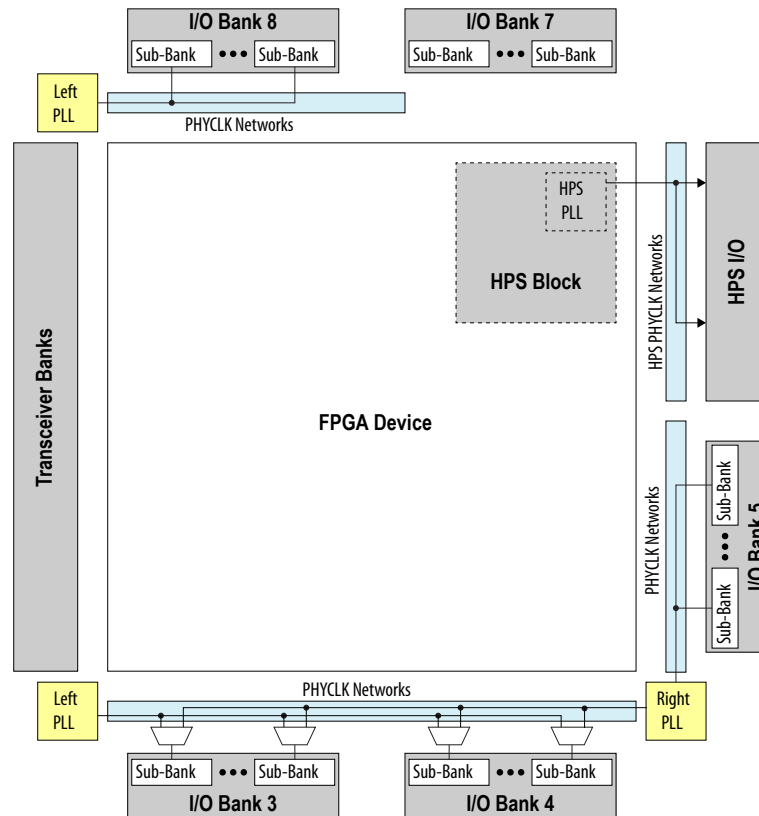 I/O Bank 8
I/O Bank 7
Sub-Bank
Sub-Bank
Sub-Bank
Sub-Bank
Left
PLL
PHYCLK Networks
Transceiver Banks
HPS
PLL
HPS Block
HPS PHYCLK Networks
HPS I/O
FPGA Device
PHYCLK Networks
Sub-Bank
Sub-Bank
I/O Bank 5
Left
PLL
PHYCLK Networks
Right
PLL
Sub-Bank
Sub-Bank
Sub-Bank
Sub-Bank
I/O Bank 3
I/O Bank 4